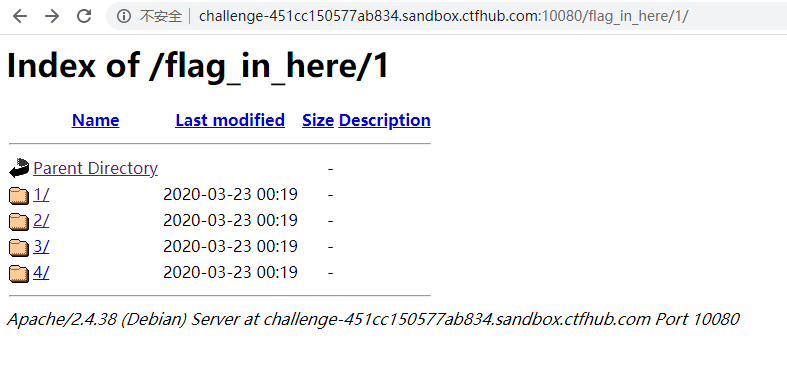 不安全 | challenge-451cc150577ab834.sandbox.ctfhub.com:10080/flag_in_here/1/
Index of /flag_in_here/1
Name Last modified Size Description
Parent Directory -
1/ 2020-03-23 00:19 -
2/ 2020-03-23 00:19 -
3/ 2020-03-23 00:19 -
4/ 2020-03-23 00:19 -
Apache/2.4.38 (Debian) Server at challenge-451cc150577ab834.sandbox.ctfhub.com Port 10080